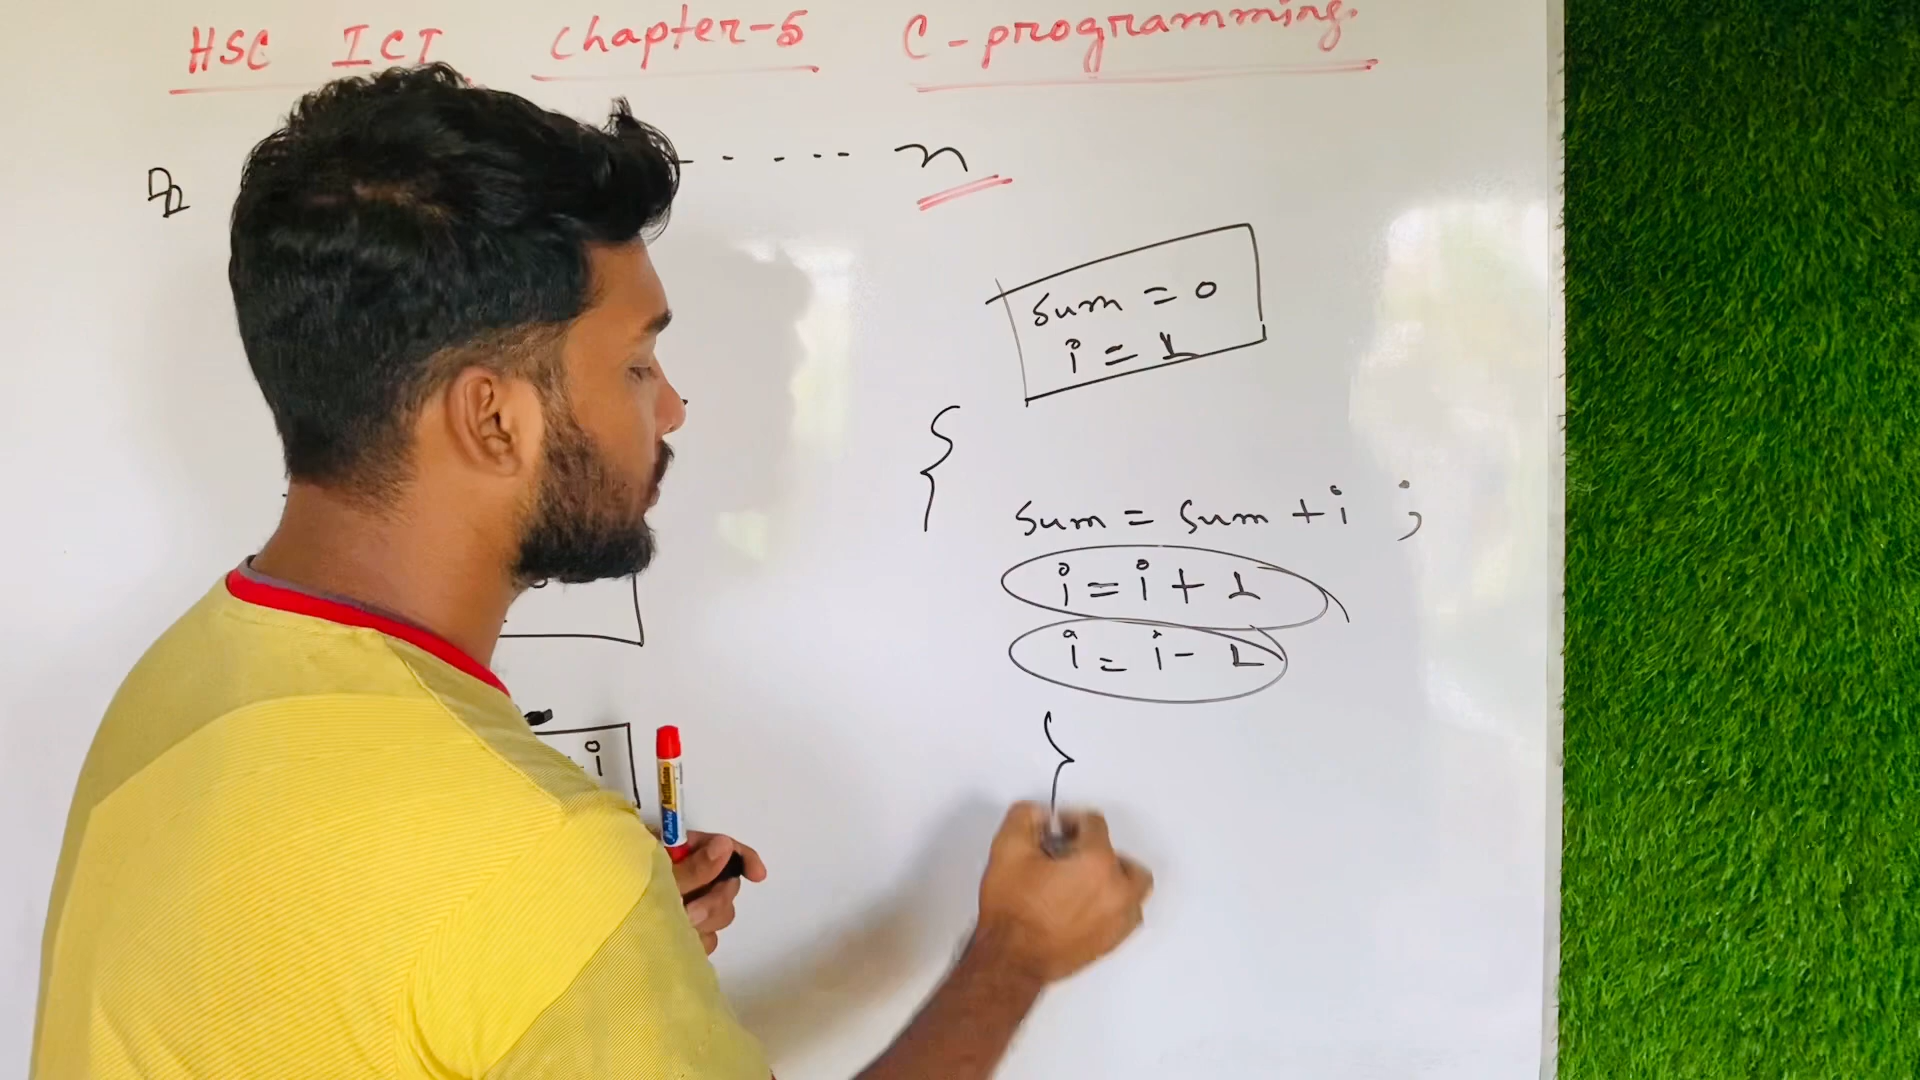 HSC ICT Chapter-5 C-programming.
- - - - - - n
Sum = 0
i = 1
{
Sum = Sum + i ;
i = i + 1
i = i - 1
}
i